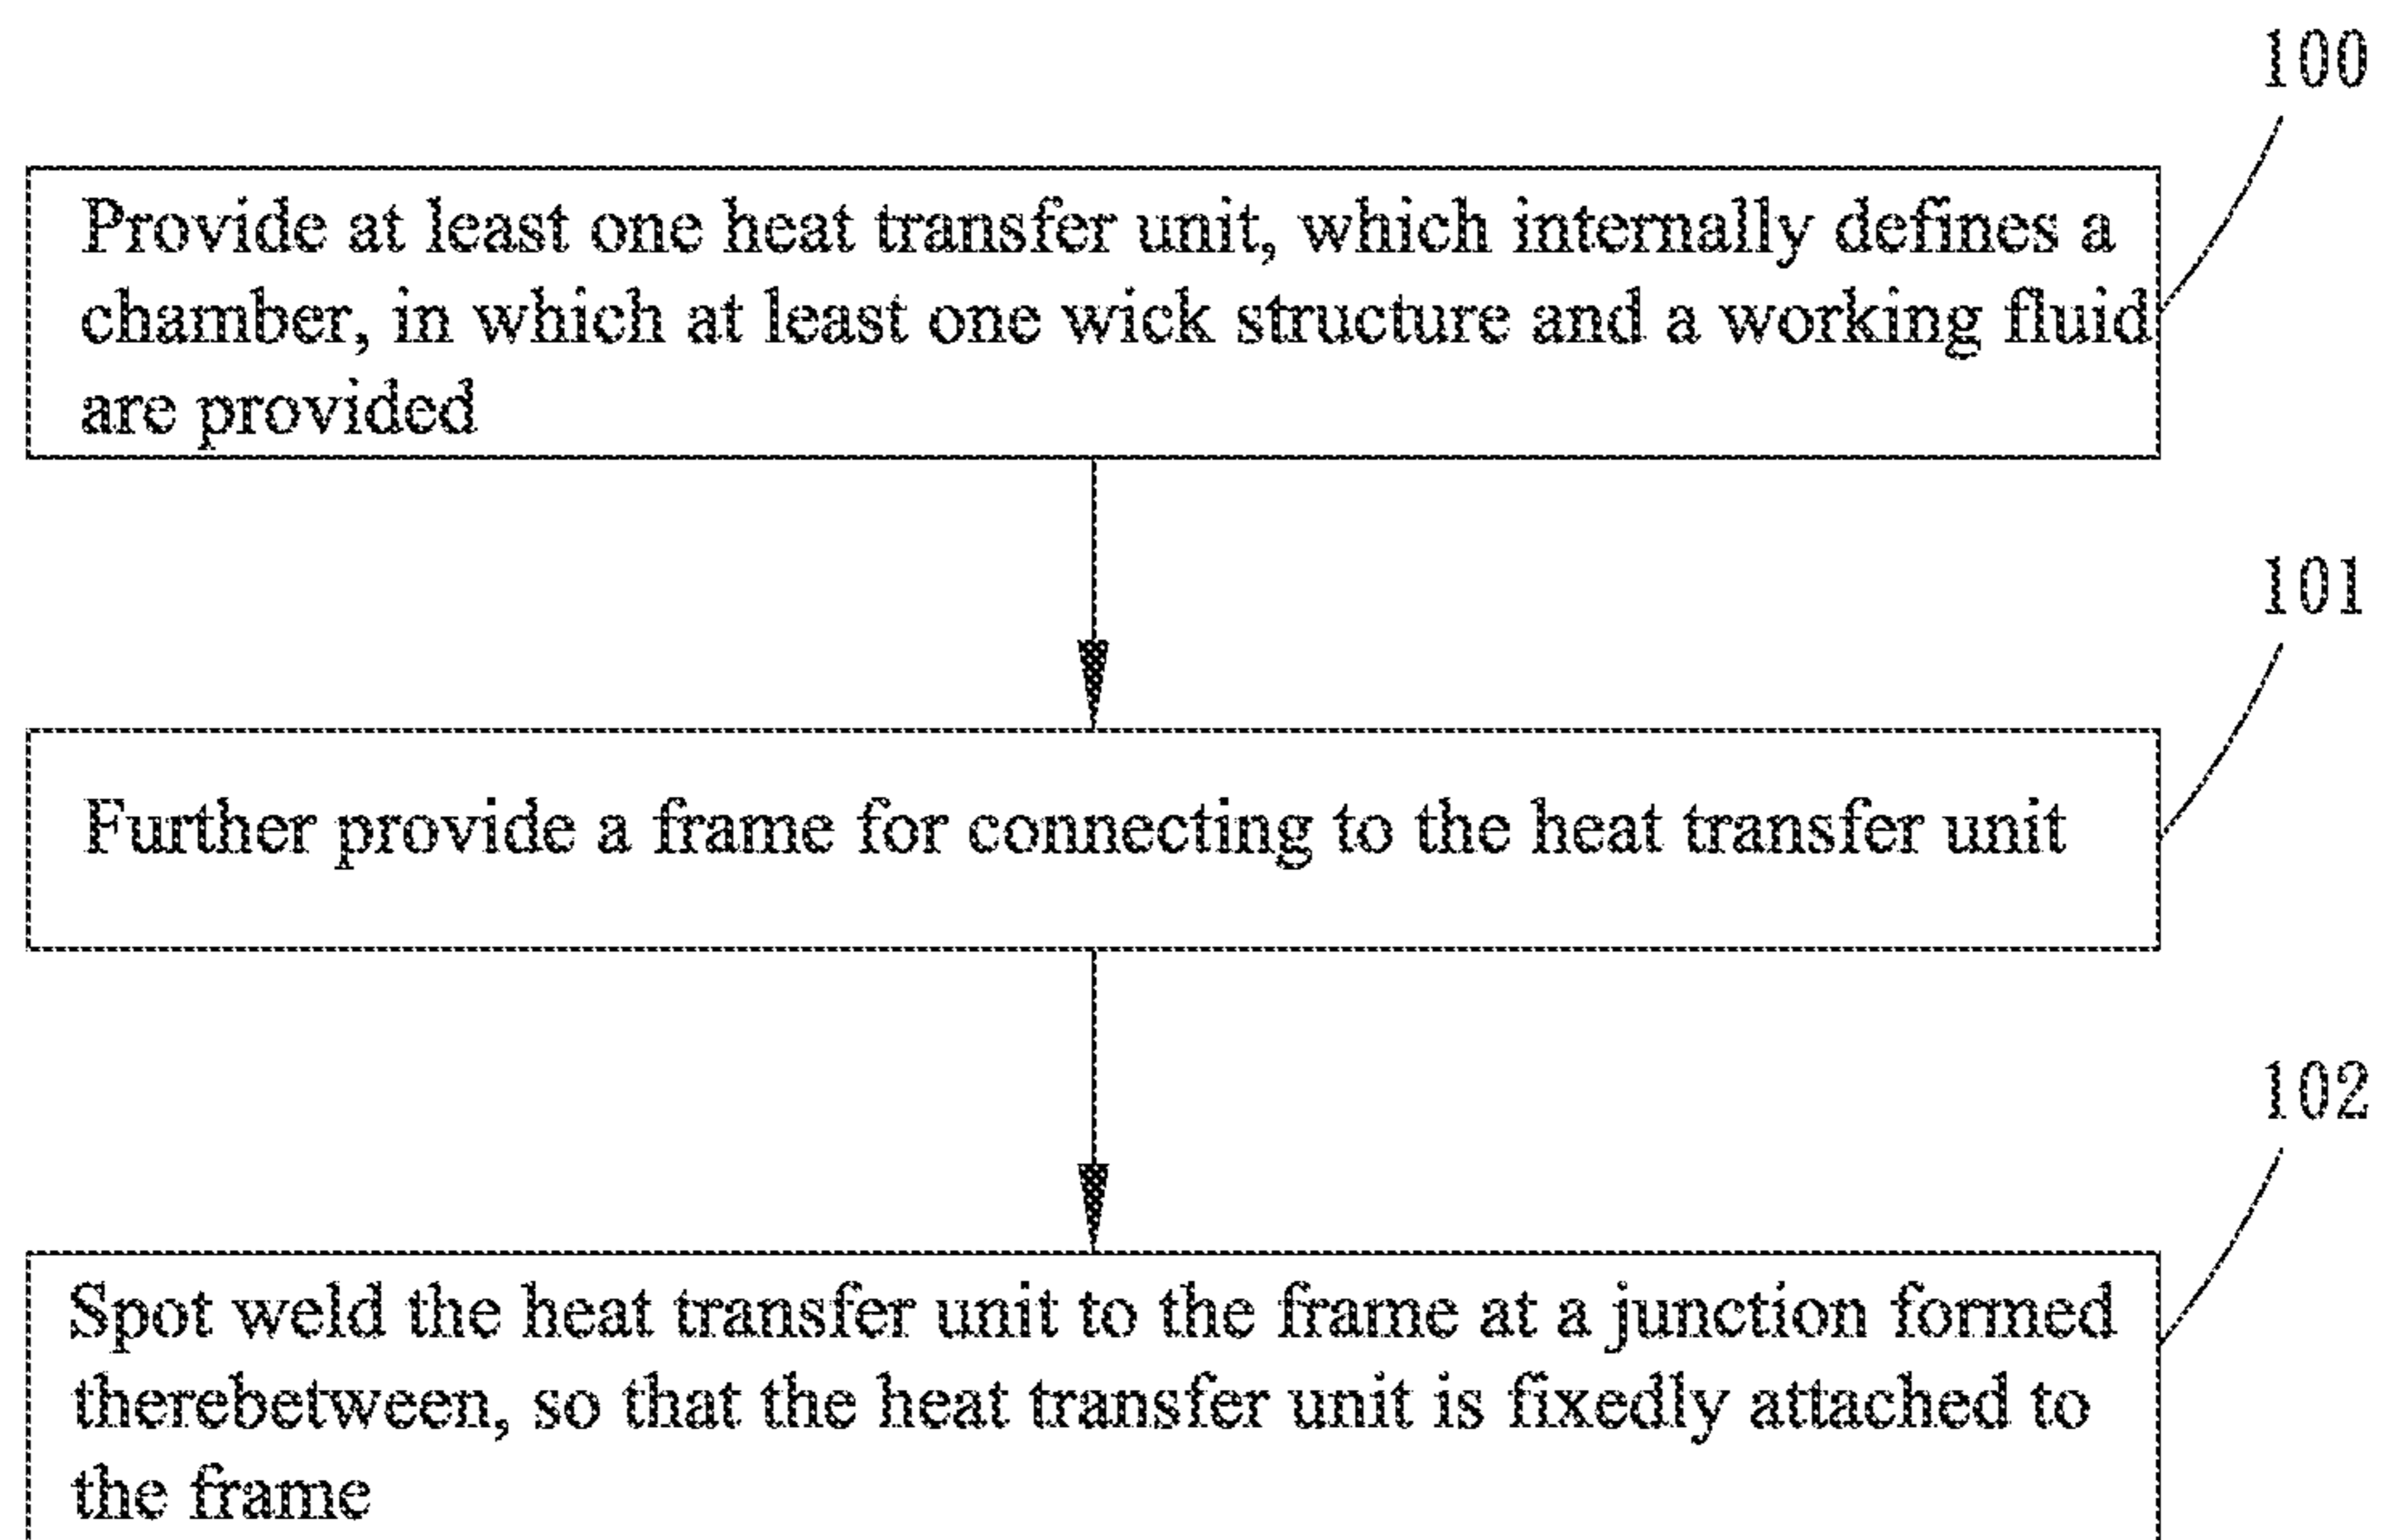 100
Provide at least one heat transfer unit, which internally defines a
chamber, in which at least one wick structure and a working fluid
are provided
101
Further provide a frame for connecting to the heat transfer unit
102
Spot weld the heat transfer unit to the frame at a junction formed
therebetween, so that the heat transfer unit is fixedly attached to
the frame